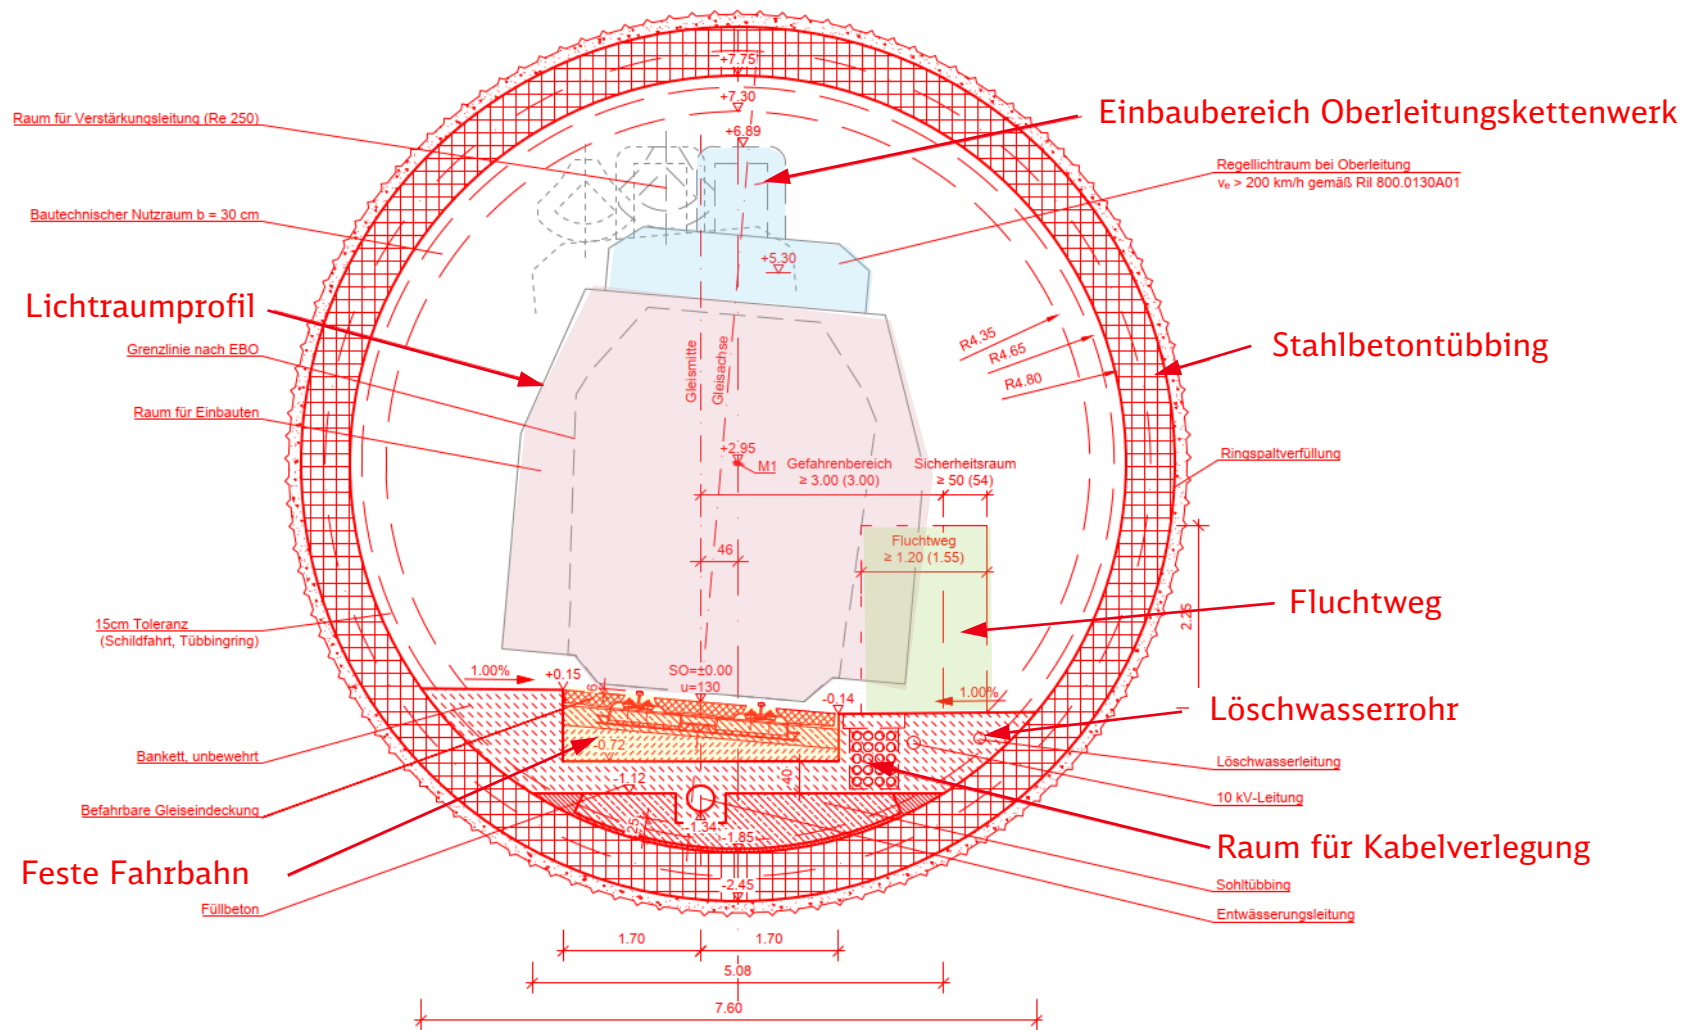 +7.75
+7.30
+6.89
Einbaubereich Oberleitungskettenwerk
Raum für Verstärkungsleitung (Re 250)
Regellichtraum bei Oberleitung
vₑ > 200 km/h gemäß Ril 800.0130A01
Bautechnischer Nutzraum b = 30 cm
+5.30
Lichtraumprofil
Grenzlinie nach EBO
Gleismitte
Gleisachse
R4.35
R4.65
R4.80
Stahlbetontübbing
Raum für Einbauten
+2.95
M1
Gefahrenbereich
≥ 3.00 (3.00)
Sicherheitsraum
≥ 50 (54)
Ringspaltverfüllung
46
Fluchtweg
≥ 1.20 (1.55)
Fluchtweg
2.25
15cm Toleranz
(Schildfahrt, Tübbingring)
1.00%
+0.15
6
SO=±0.00
u=130
-0.14
1.00%
Löschwasserrohr
Bankett, unbewehrt
-0.72
Löschwasserleitung
-1.12
40
10 kV-Leitung
Befahrbare Gleiseindeckung
25
-1.34
-1.85
Raum für Kabelverlegung
Feste Fahrbahn
-2.45
Sohltübbing
Füllbeton
Entwässerungsleitung
1.70
1.70
5.08
7.60